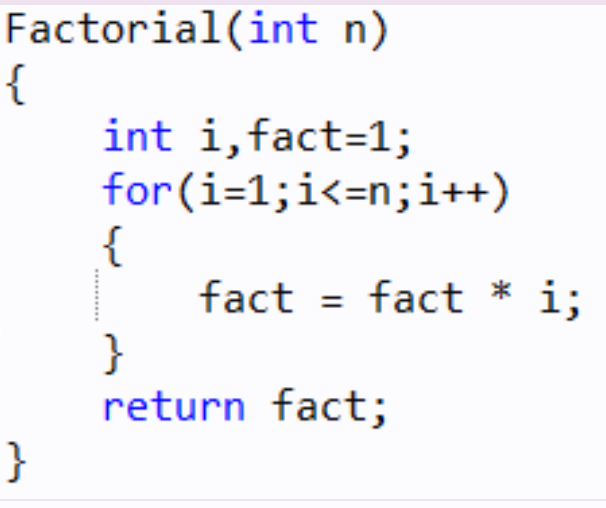 Factorial(int n)
{
    int i,fact=1;
    for(i=1;i<=n;i++)
    {
        fact = fact * i;
    }
    return fact;
}